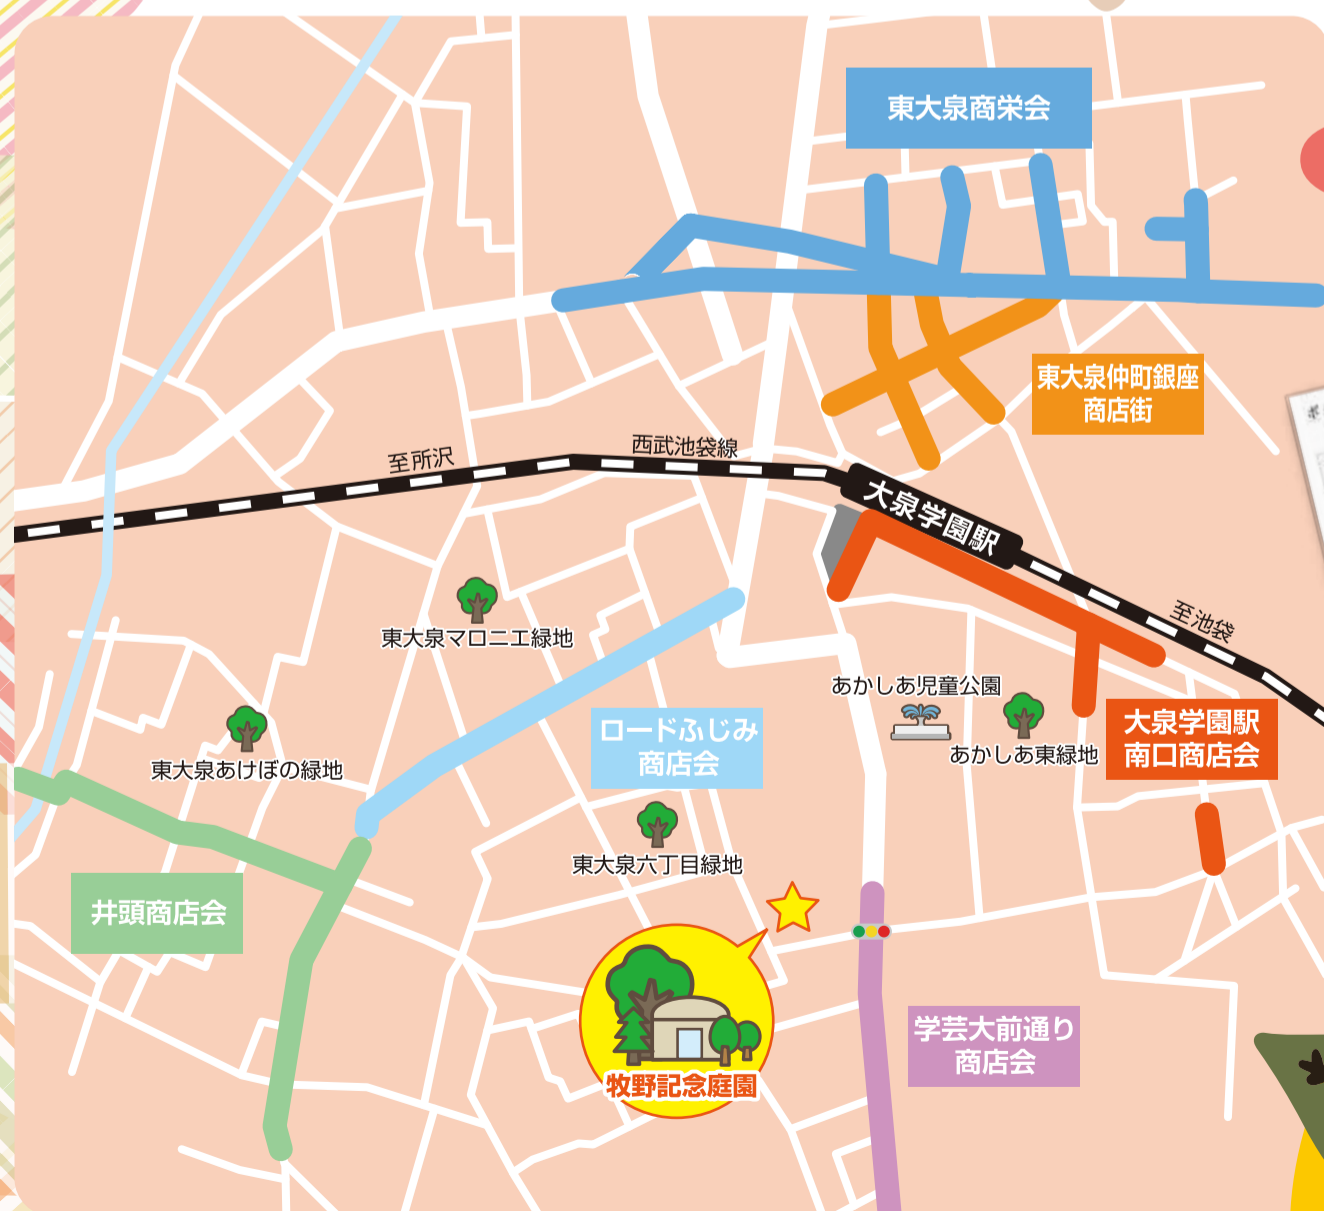 東大泉商栄会
東大泉仲町銀座
商店街
ポ
至所沢
西武池袋線
大泉学園駅
至池袋
東大泉マロニエ緑地
あかしあ児童公園
あかしあ東緑地
ロードふじみ
商店会
大泉学園駅
南口商店会
東大泉あけぼの緑地
東大泉六丁目緑地
井頭商店会
学芸大前通り
商店会
牧野記念庭園